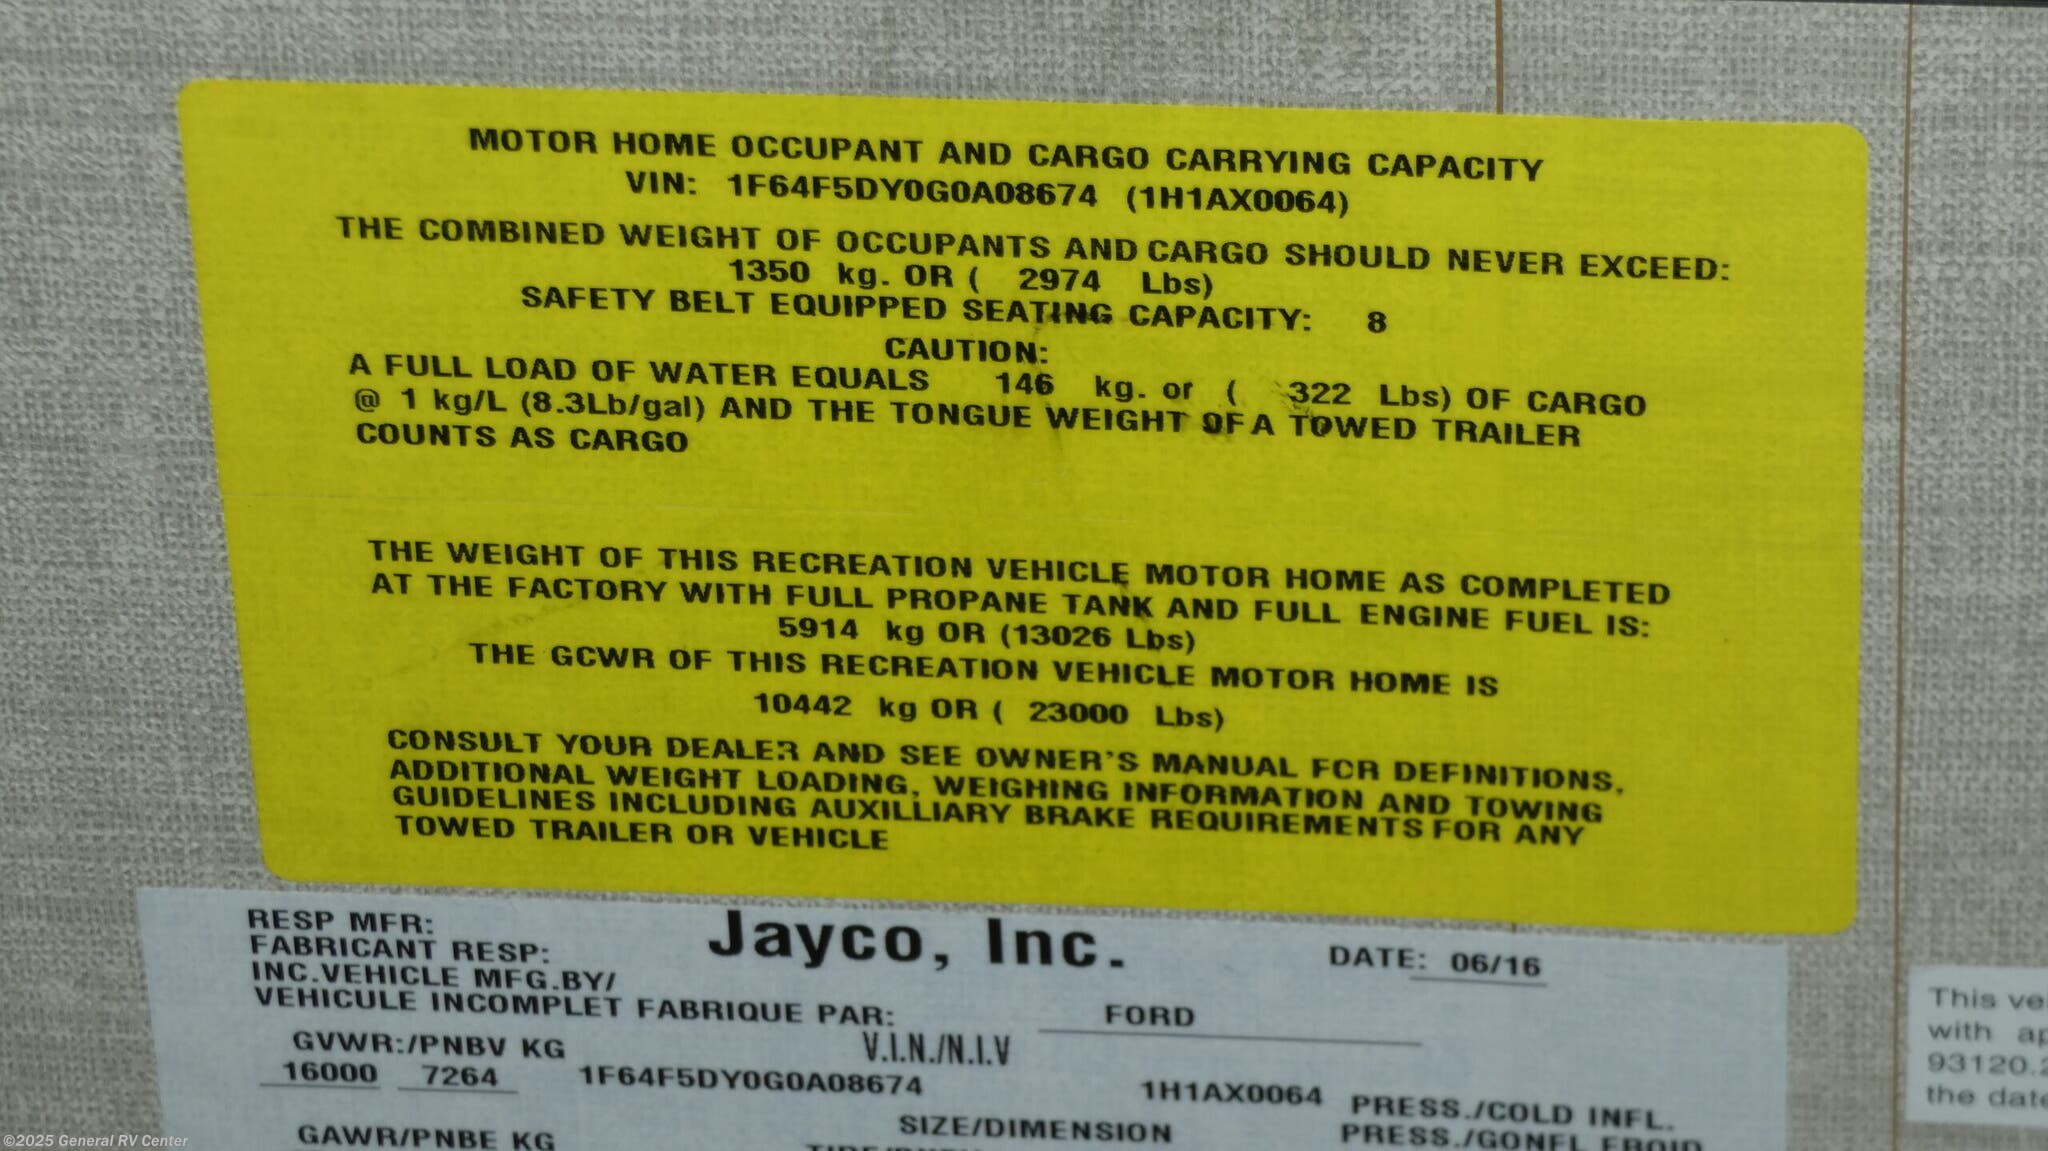 MOTOR HOME OCCUPANT AND CARGO CARRYING CAPACITY
VIN: 1F64F5DY0G0A08674 (1H1AX0064)
THE COMBINED WEIGHT OF OCCUPANTS AND CARGO SHOULD NEVER EXCEED:
1350 kg. OR ( 2974 Lbs)
SAFETY BELT EQUIPPED SEATING CAPACITY: 8
CAUTION:
A FULL LOAD OF WATER EQUALS 146 kg. or ( 322 Lbs) OF CARGO
@ 1 kg/L (8.3Lb/gal) AND THE TONGUE WEIGHT OF A TOWED TRAILER
COUNTS AS CARGO
THE WEIGHT OF THIS RECREATION VEHICLE MOTOR HOME AS COMPLETED
AT THE FACTORY WITH FULL PROPANE TANK AND FULL ENGINE FUEL IS:
5914 kg OR (13026 Lbs)
THE GCWR OF THIS RECREATION VEHICLE MOTOR HOME IS
10442 kg OR ( 23000 Lbs)
CONSULT YOUR DEALER AND SEE OWNER'S MANUAL FOR DEFINITIONS,
ADDITIONAL WEIGHT LOADING, WEIGHING INFORMATION AND TOWING
GUIDELINES INCLUDING AUXILLIARY BRAKE REQUIREMENTS FOR ANY
TOWED TRAILER OR VEHICLE
RESP MFR: Jayco, Inc. DATE: 06/16
FABRICANT RESP:
INC.VEHICLE MFG.BY/
VEHICULE INCOMPLET FABRIQUE PAR: FORD
GVWR:/PNBV KG V.I.N./N.I.V
16000 7264 1F64F5DY0G0A08674 1H1AX0064
PRESS./COLD INFL.
GAWR/PNBE KG SIZE/DIMENSION PRESS./GONFL FROID
This ve
with ap
93120.2
the date
©2025 General RV Center